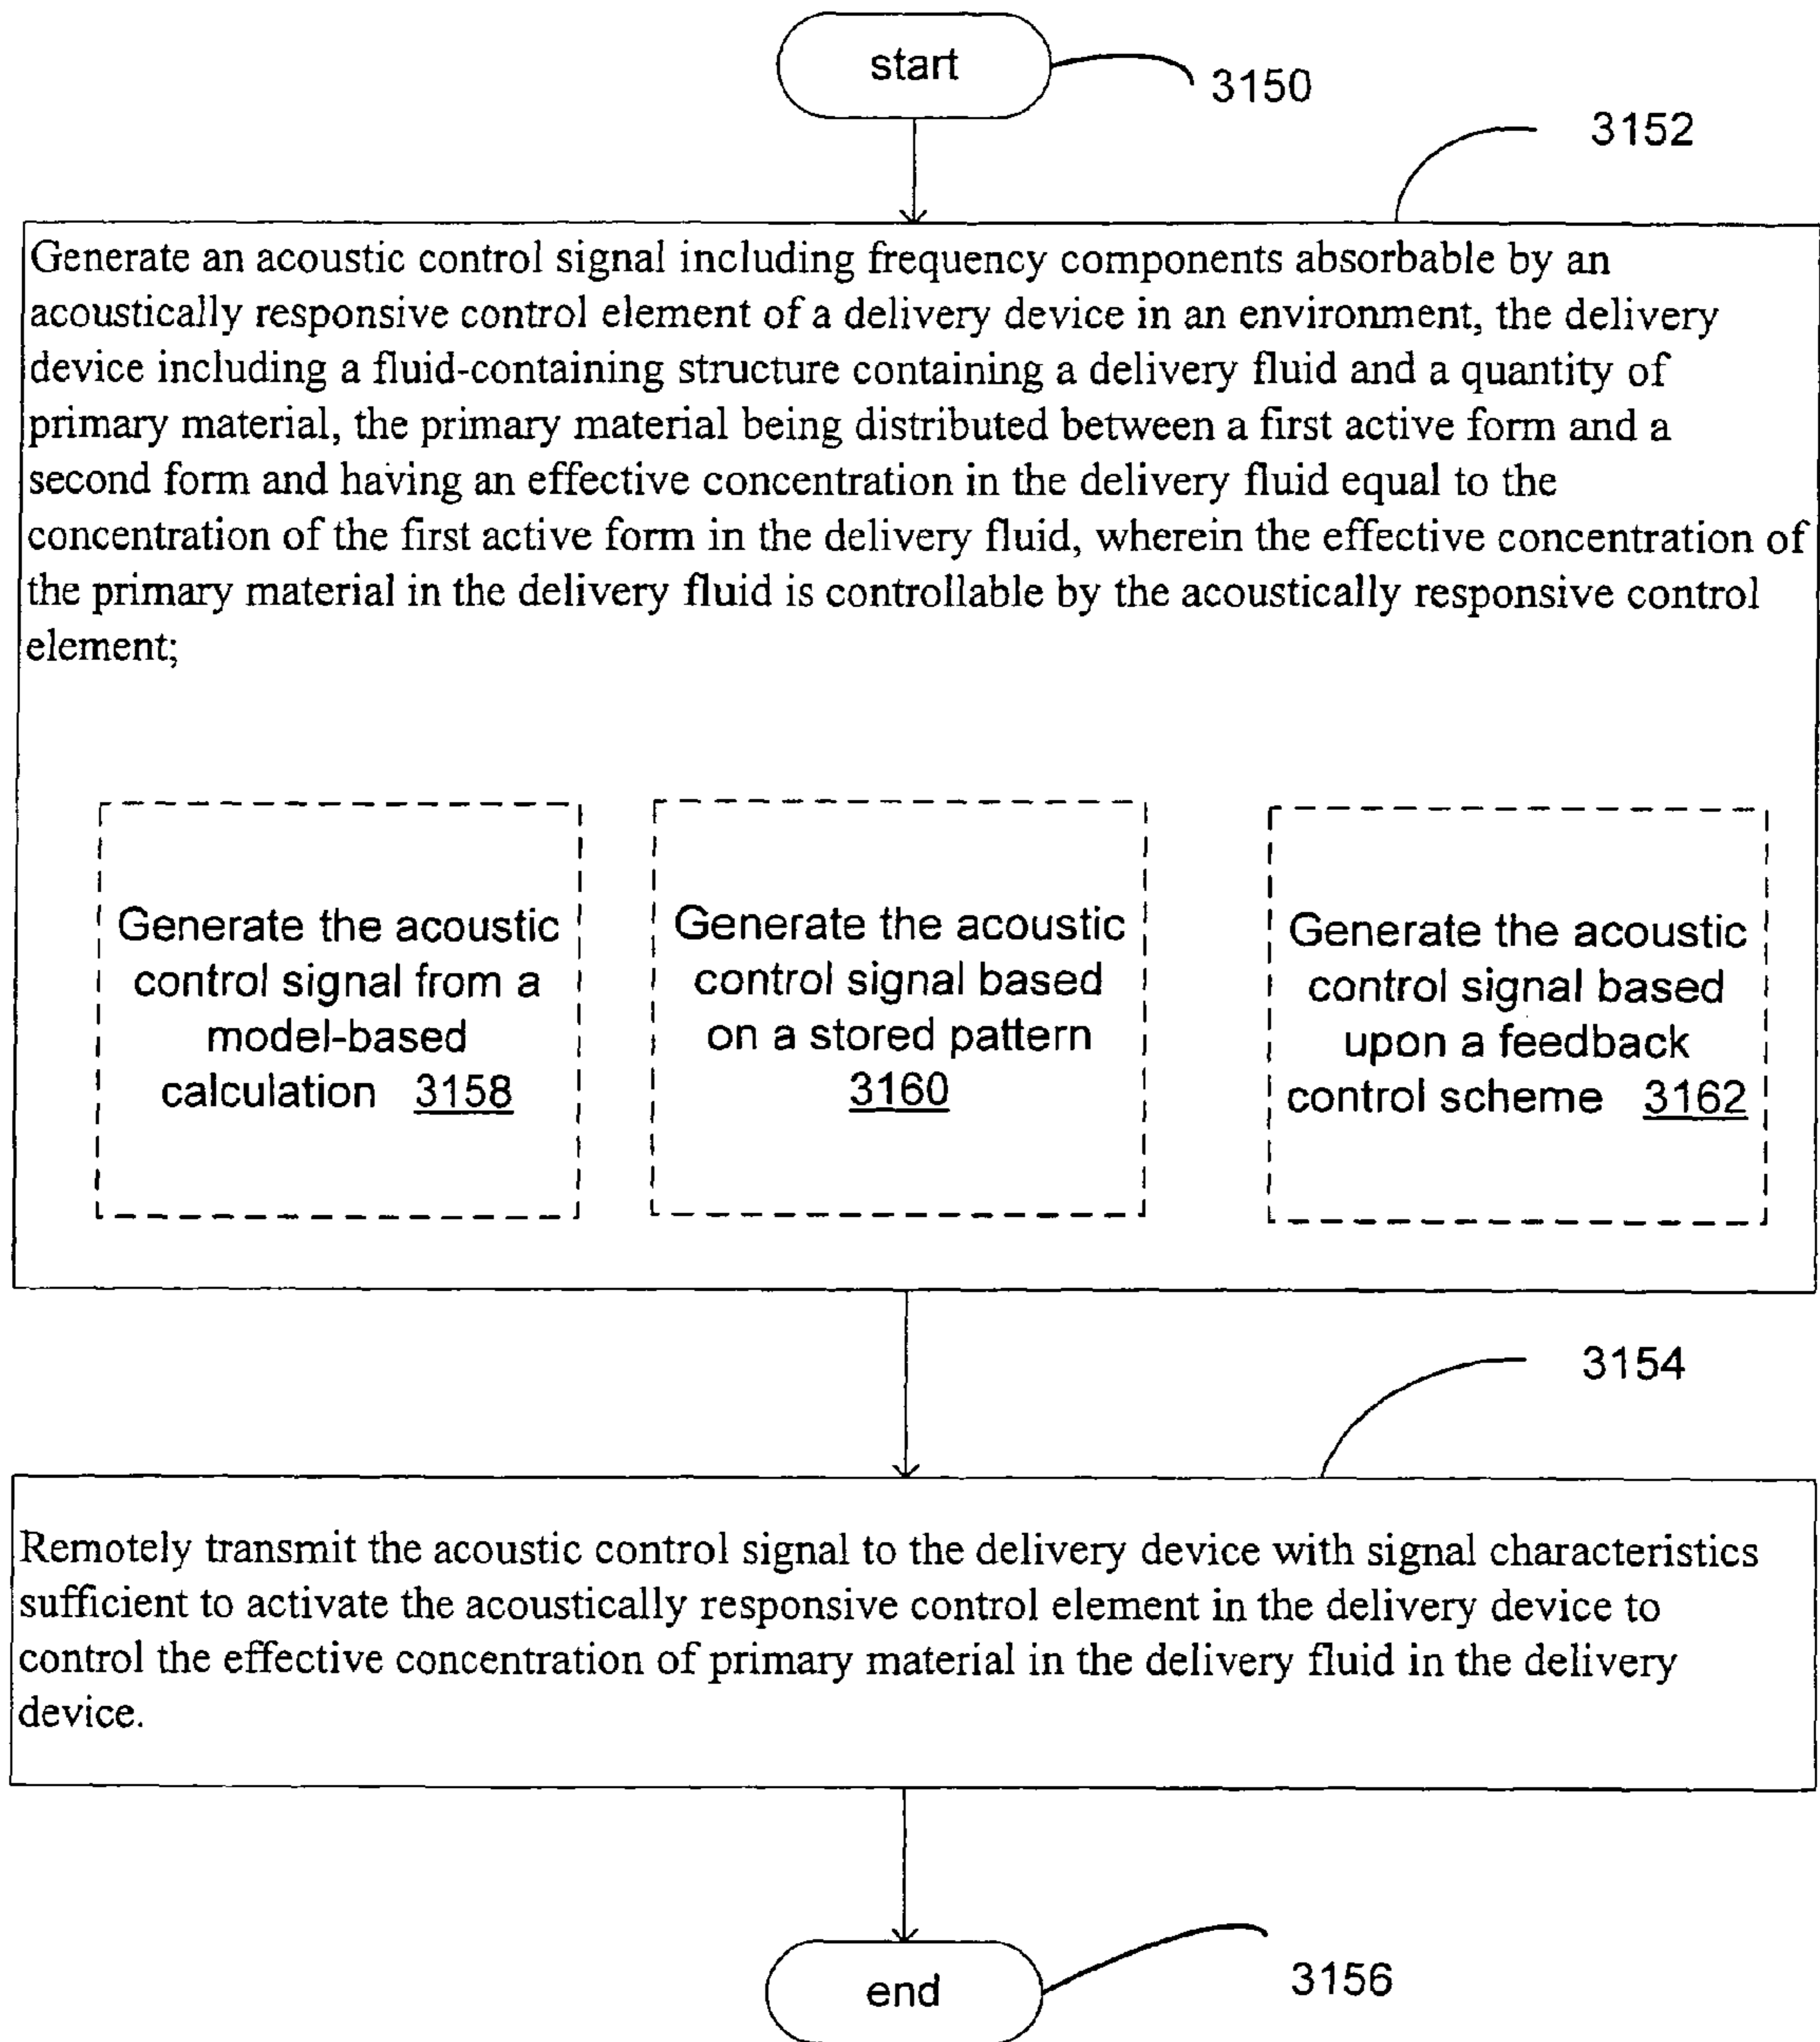 start
3150
3152
Generate an acoustic control signal including frequency components absorbable by an
acoustically responsive control element of a delivery device in an environment, the delivery
device including a fluid-containing structure containing a delivery fluid and a quantity of
primary material, the primary material being distributed between a first active form and a
second form and having an effective concentration in the delivery fluid equal to the
concentration of the first active form in the delivery fluid, wherein the effective concentration of
the primary material in the delivery fluid is controllable by the acoustically responsive control
element;
Generate the acoustic
control signal from a
model-based
calculation 3158
Generate the acoustic
control signal based
on a stored pattern
3160
Generate the acoustic
control signal based
upon a feedback
control scheme 3162
3154
Remotely transmit the acoustic control signal to the delivery device with signal characteristics
sufficient to activate the acoustically responsive control element in the delivery device to
control the effective concentration of primary material in the delivery fluid in the delivery
device.
end
3156